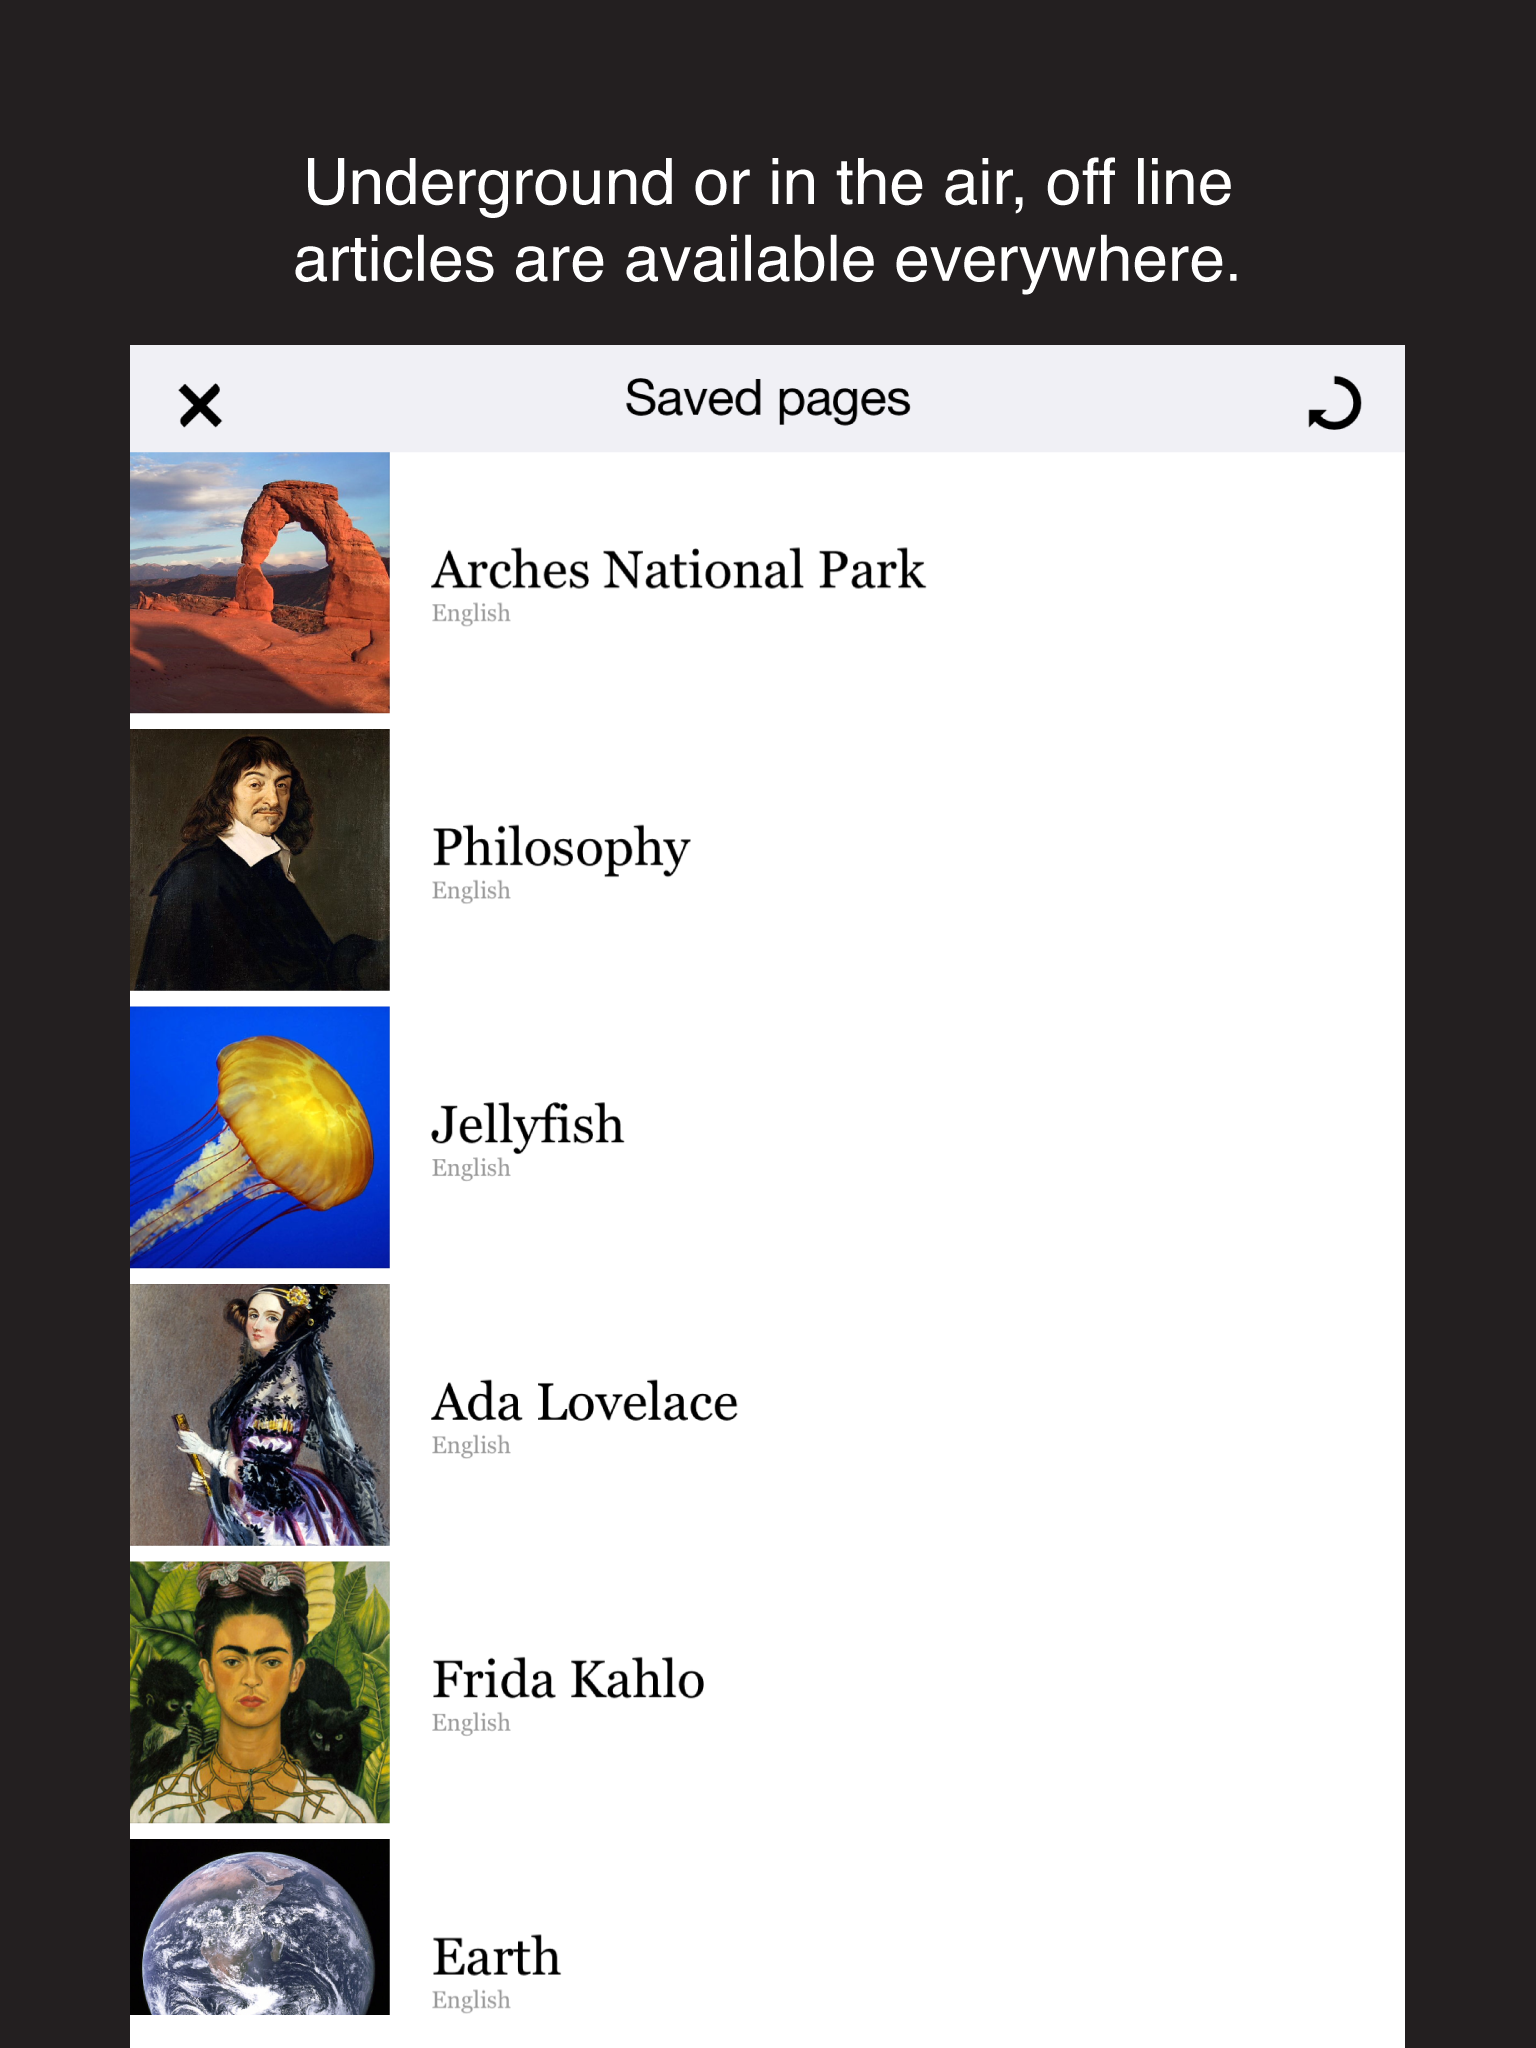 Underground or in the air, off line
articles are available everywhere.
Saved pages
Arches National Park
English
Philosophy
English
Jellyfish
English
Ada Lovelace
English
Frida Kahlo
English
Earth
English